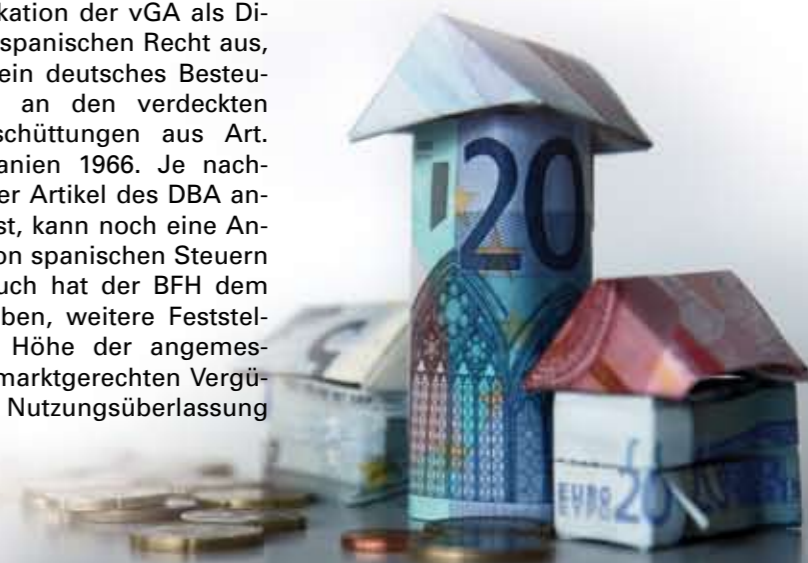 kation der vGA als Di-
spanischen Recht aus,
ein deutsches Besteu-
an den verdeckten
schüttungen aus Art.
anien 1966. Je nach-
er Artikel des DBA an-
st, kann noch eine An-
on spanischen Steuern
uch hat der BFH dem
ben, weitere Feststel-
Höhe der angemes-
marktgerechten Vergü-
Nutzungsüberlassung
20
20